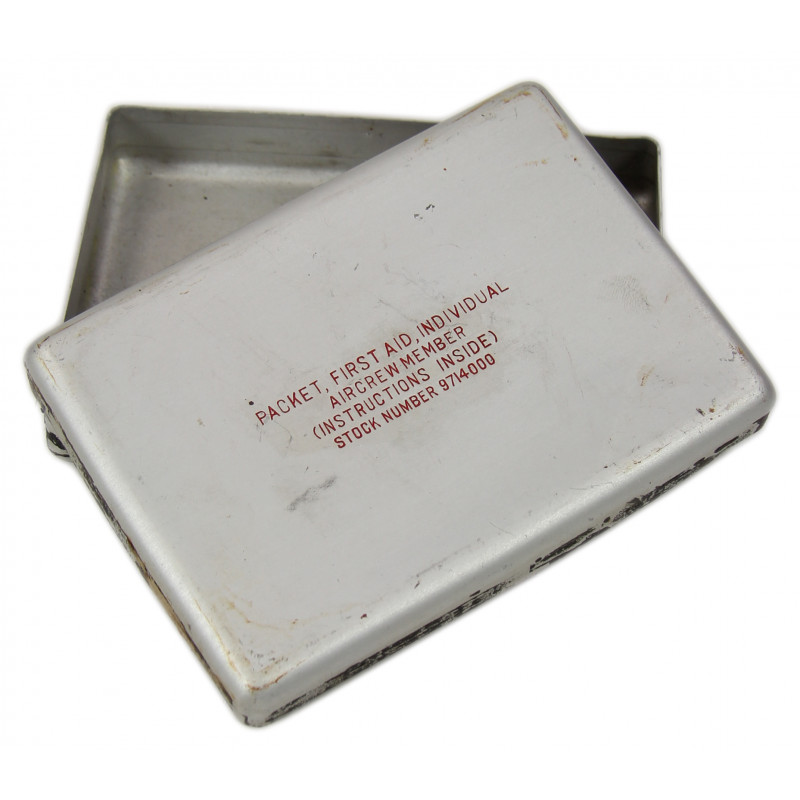 PACKET, FIRST AID, INDIVIDUAL
AIRCREW MEMBER
(INSTRUCTIONS INSIDE)
STOCK NUMBER 9714000